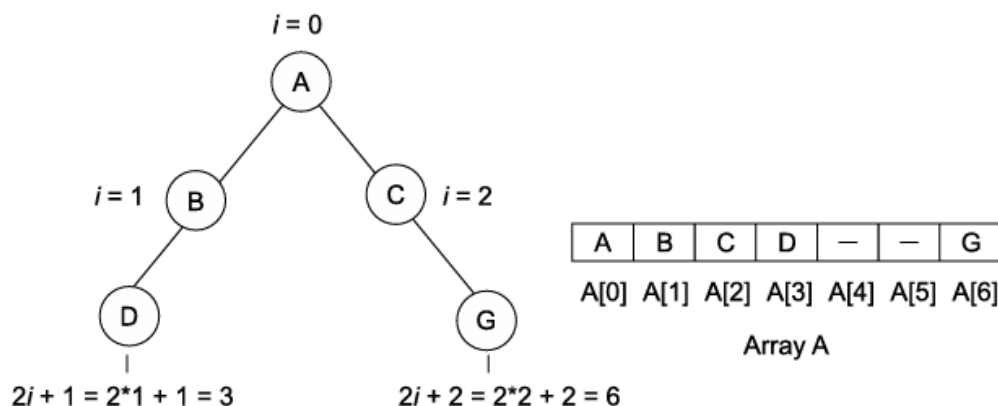 i = 0
A
i = 1 B C i = 2
D G
2i + 1 = 2*1 + 1 = 3
2i + 2 = 2*2 + 2 = 6
A B C D — — G
A[0] A[1] A[2] A[3] A[4] A[5] A[6]
Array A